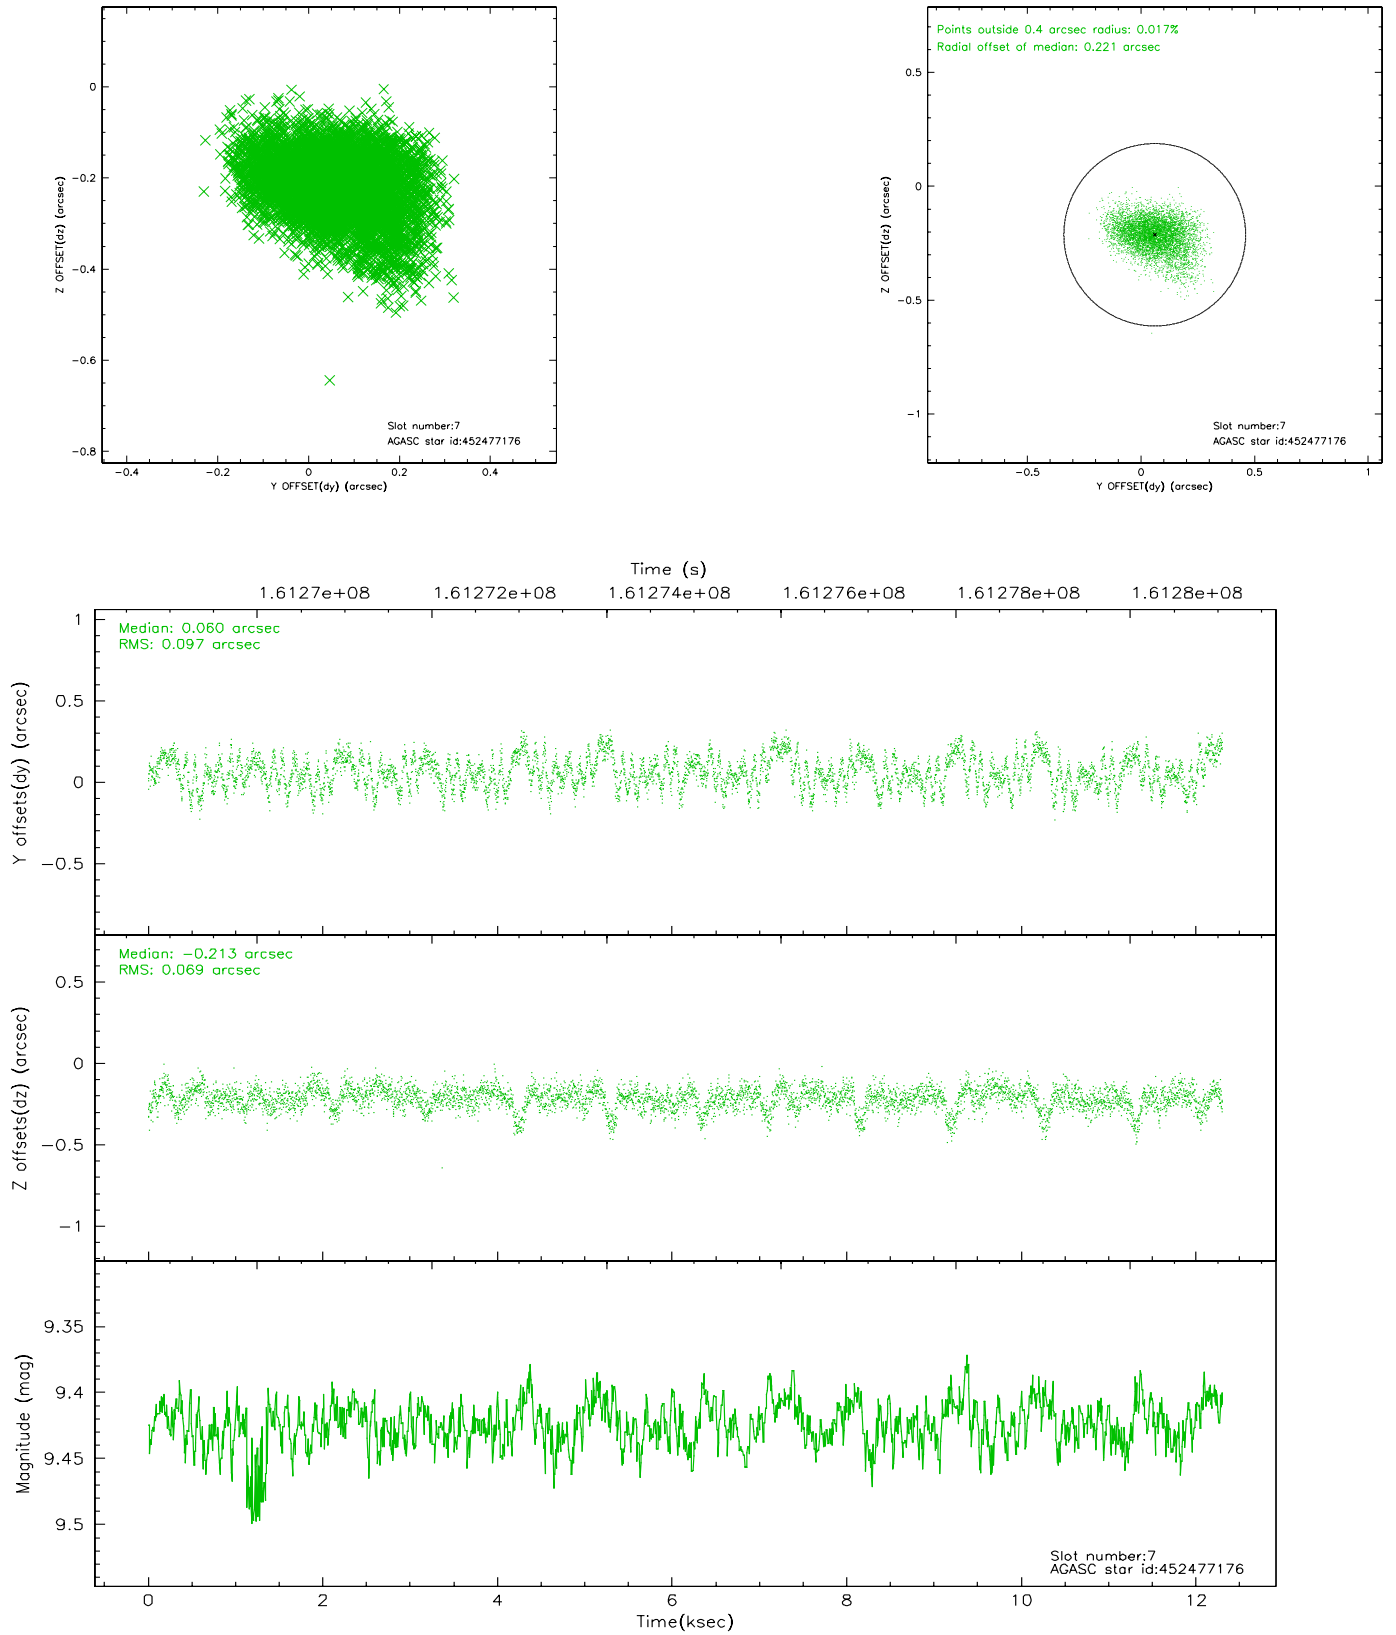 0
−0.2
−0.4
−0.6
−0.8
Z OFFSET(dz) (arcsec)
−0.4
−0.2
0
0.2
0.4
Y OFFSET(dy) (arcsec)
Slot number:7
AGASC star id:452477176
Points outside 0.4 arcsec radius: 0.017%
Radial offset of median: 0.221 arcsec
0.5
0
−0.5
−1
Z OFFSET(dz) (arcsec)
−0.5
0
0.5
1
Y OFFSET(dy) (arcsec)
Slot number:7
AGASC star id:452477176
Time (s)
1.6127e+08
1.61272e+08
1.61274e+08
1.61276e+08
1.61278e+08
1.6128e+08
Median: 0.060 arcsec
RMS: 0.097 arcsec
1
0.5
0
−0.5
Y offsets(dy) (arcsec)
Median: −0.213 arcsec
RMS: 0.069 arcsec
0.5
0
−0.5
−1
Z offsets(dz) (arcsec)
9.35
9.4
9.45
9.5
Magnitude (mag)
Slot number:7
AGASC star id:452477176
0
2
4
6
8
10
12
Time(ksec)